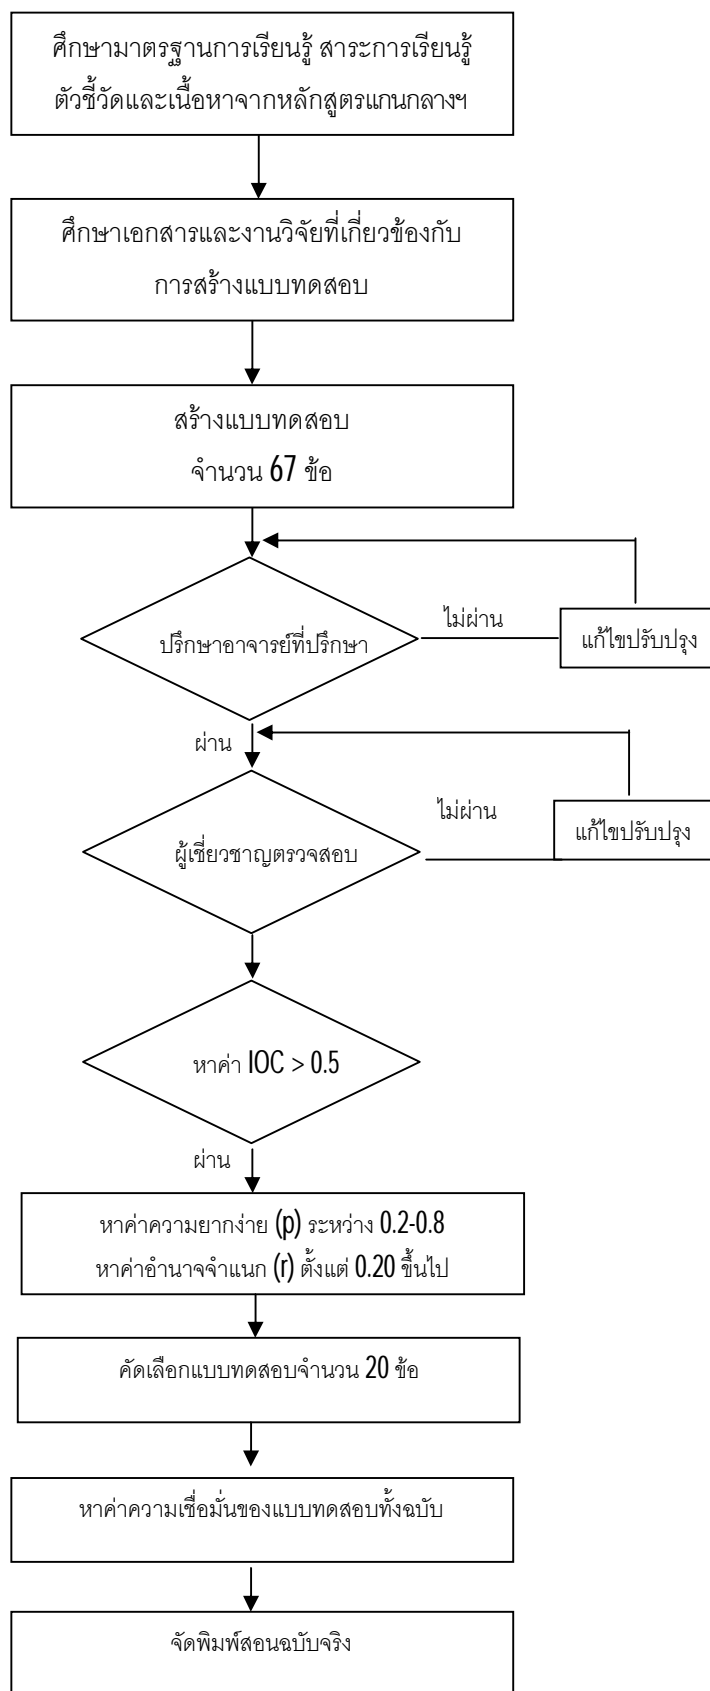 ศึกษามาตรฐานการเรียนรู้ สาระการเรียนรู้
ตัวชี้วัดและเนื้อหาจากหลักสูตรแกนกลางฯ
ศึกษาเอกสารและงานวิจัยที่เกี่ยวข้องกับ
การสร้างแบบทดสอบ
สร้างแบบทดสอบ
จำนวน 67 ข้อ
ปรึกษาอาจารย์ที่ปรึกษา
ไม่ผ่าน
แก้ไขปรับปรุง
ผ่าน
ผู้เชี่ยวชาญตรวจสอบ
ไม่ผ่าน
แก้ไขปรับปรุง
หาค่า IOC > 0.5
ผ่าน
หาค่าความยากง่าย (p) ระหว่าง 0.2-0.8
หาค่าอำนาจจำแนก (r) ตั้งแต่ 0.20 ขึ้นไป
คัดเลือกแบบทดสอบจำนวน 20 ข้อ
หาค่าความเชื่อมั่นของแบบทดสอบทั้งฉบับ
จัดพิมพ์สอนฉบับจริง